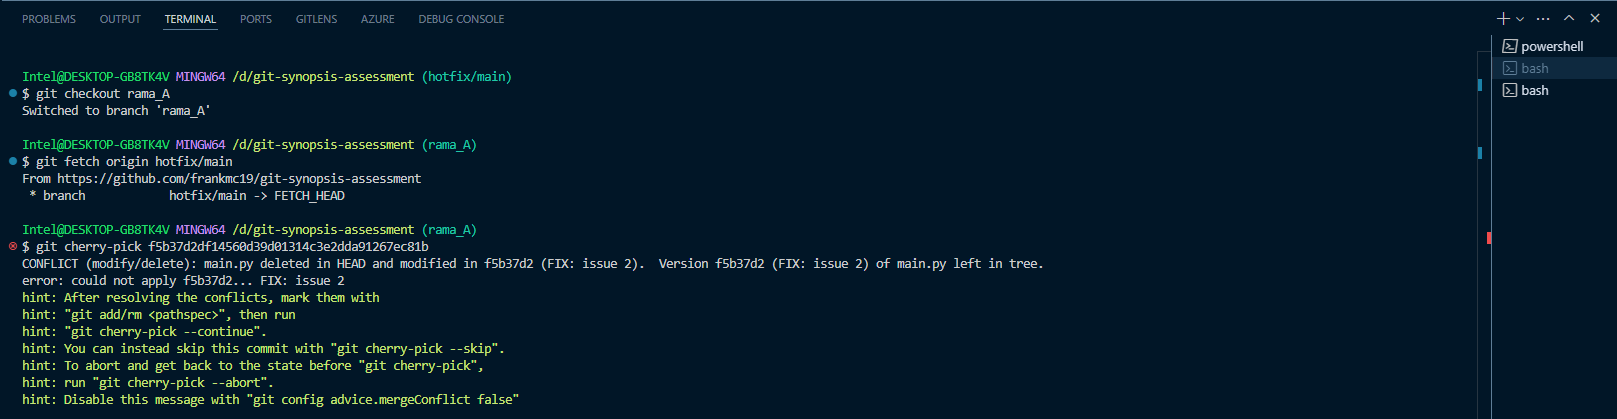 PROBLEMS OUTPUT TERMINAL PORTS GITLENS AZURE DEBUG CONSOLE
powershell
bash
bash
Intel@DESKTOP-GB8TK4V MINGW64 /d/git-synopsis-assessment (hotfix/main)
$ git checkout rama_A
Switched to branch 'rama_A'
Intel@DESKTOP-GB8TK4V MINGW64 /d/git-synopsis-assessment (rama_A)
$ git fetch origin hotfix/main
From https://github.com/frankmc19/git-synopsis-assessment
* branch hotfix/main -> FETCH_HEAD
Intel@DESKTOP-GB8TK4V MINGW64 /d/git-synopsis-assessment (rama_A)
$ git cherry-pick f5b37d2df14560d39d01314c3e2dda91267ec81b
CONFLICT (modify/delete): main.py deleted in HEAD and modified in f5b37d2 (FIX: issue 2).  Version f5b37d2 (FIX: issue 2) of main.py left in tree.
error: could not apply f5b37d2... FIX: issue 2
hint: After resolving the conflicts, mark them with
hint: "git add/rm <pathspec>", then run
hint: "git cherry-pick --continue".
hint: You can instead skip this commit with "git cherry-pick --skip".
hint: To abort and get back to the state before "git cherry-pick",
hint: run "git cherry-pick --abort".
hint: Disable this message with "git config advice.mergeConflict false"